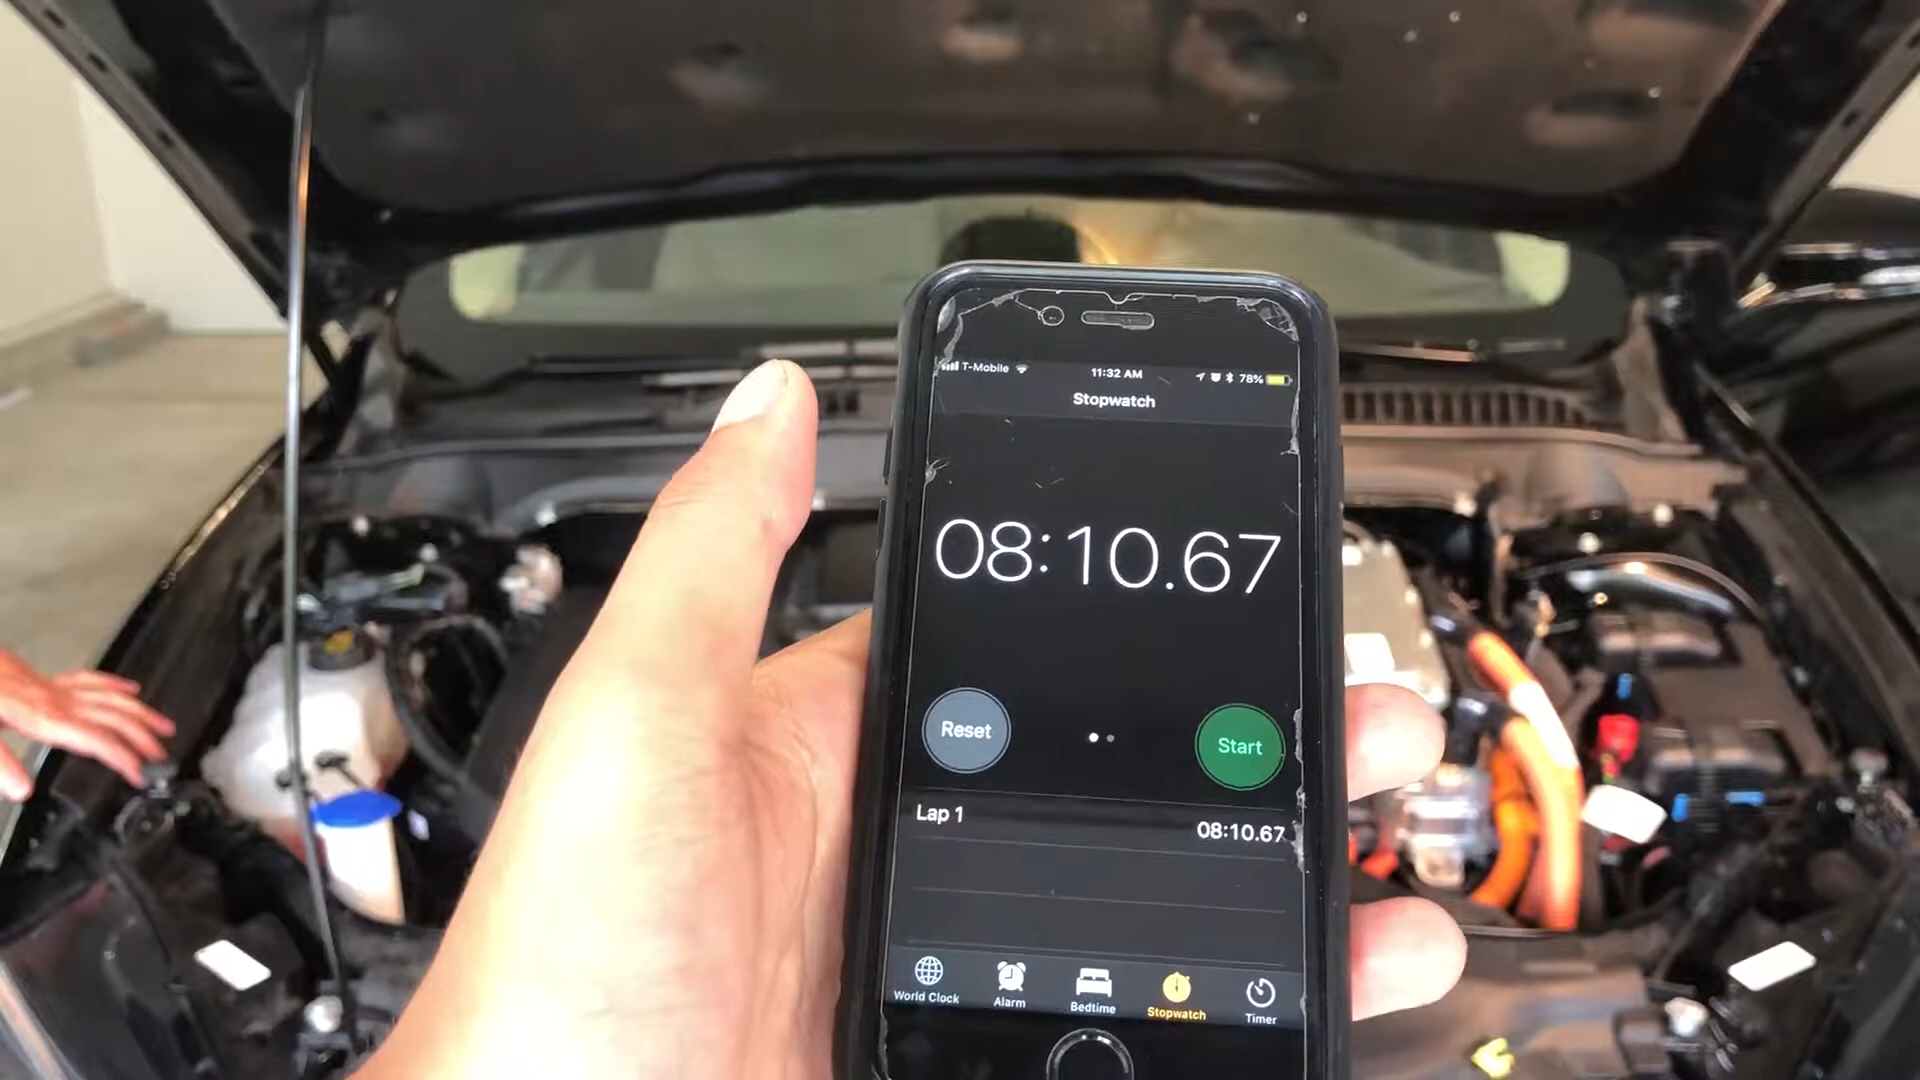 T-Mobile 11:32 AM 78%
Stopwatch
08:10.67
Reset Start
Lap 1 08:10.67
World Clock Alarm Bedtime Stopwatch Timer